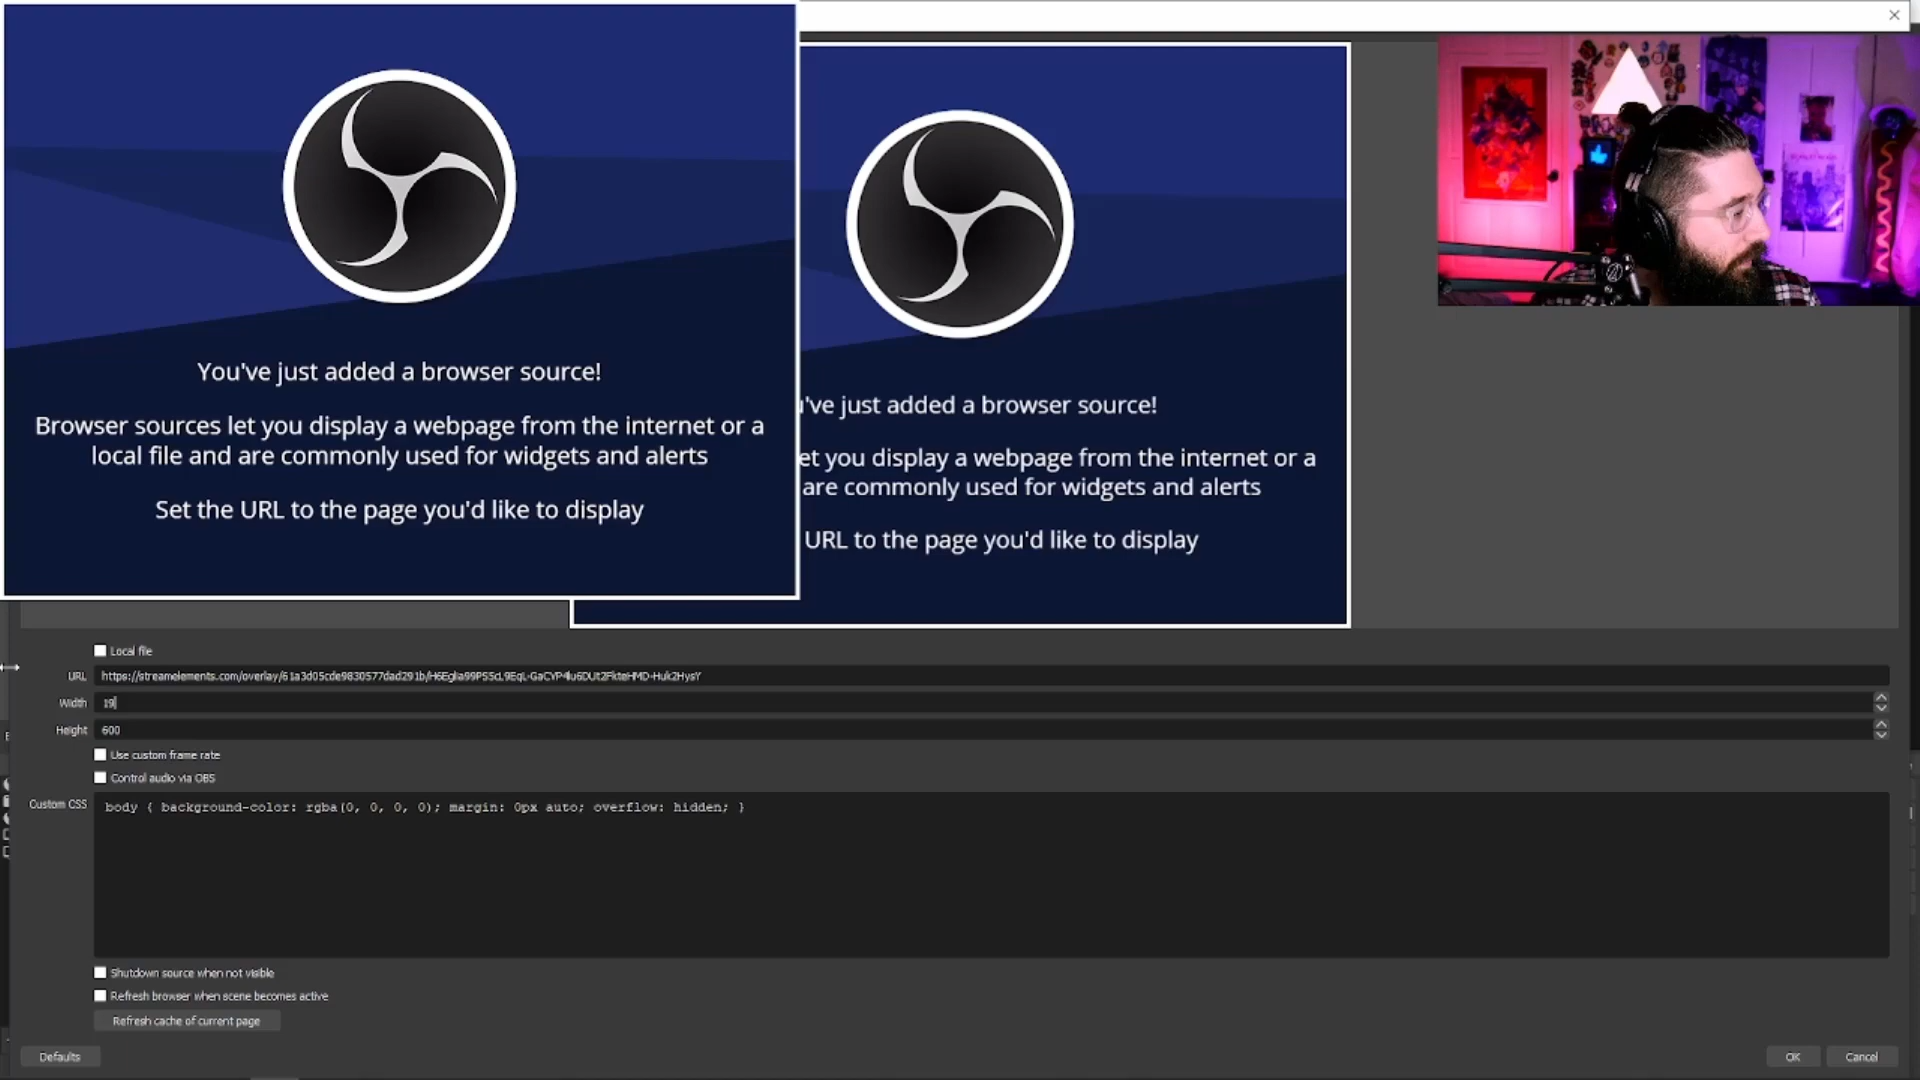 You've just added a browser source!
Browser sources let you display a webpage from the internet or a
local file and are commonly used for widgets and alerts
Set the URL to the page you'd like to display
've just added a browser source!
et you display a webpage from the internet or a
are commonly used for widgets and alerts
URL to the page you'd like to display
Local file
URL
Width 19
Height 600
Use custom frame rate
Control audio via OBS
Custom CSS body { background-color: rgba(0, 0, 0, 0); margin: 0px auto; overflow: hidden; }
Shutdown source when not visible
Refresh browser when scene becomes active
Refresh cache of current page
Defaults
OK
Cancel